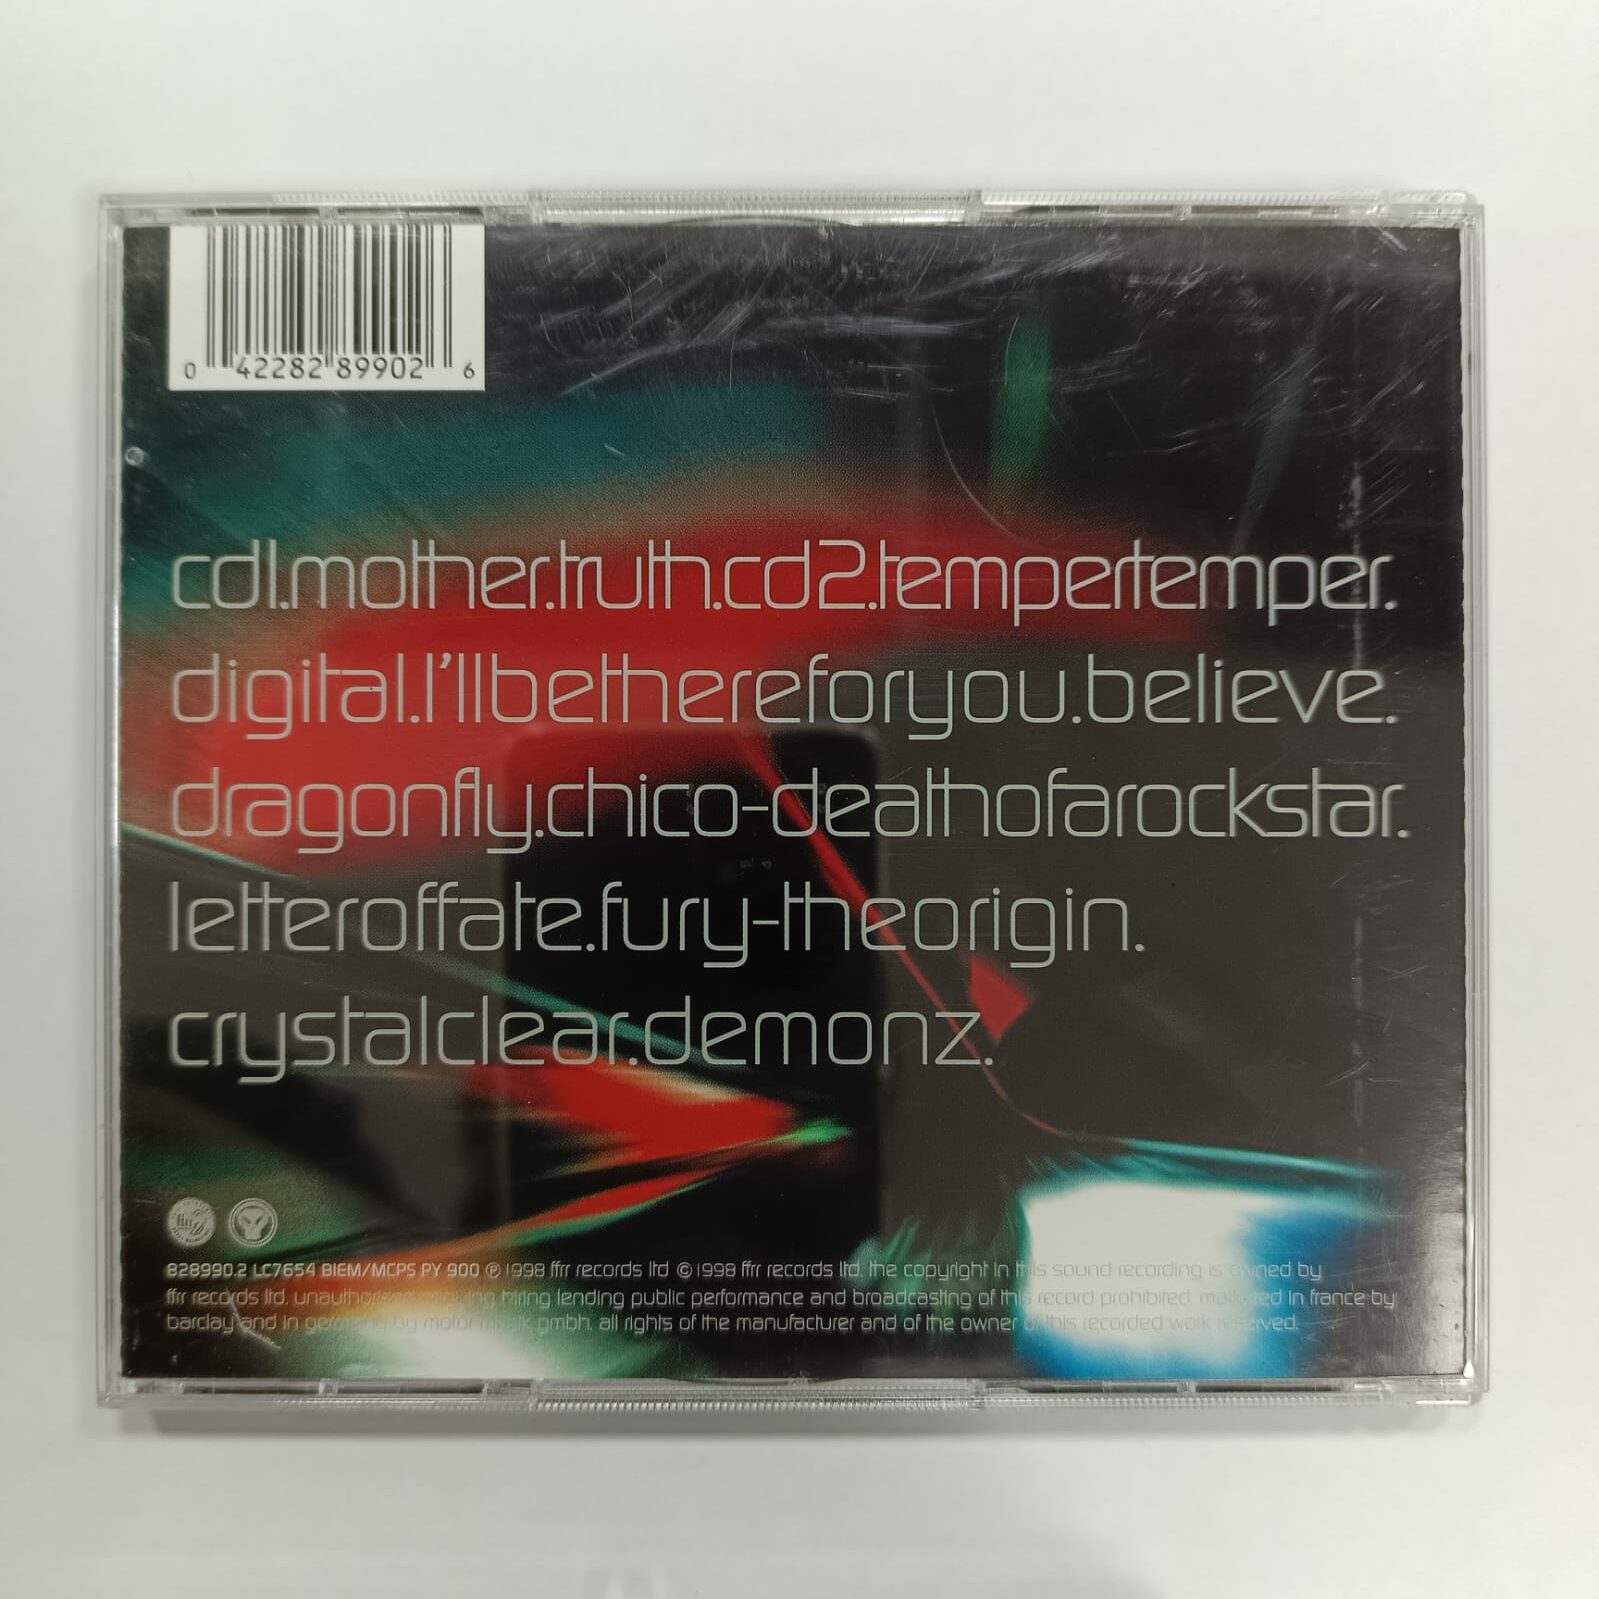 0 42282 89902 6
cd1.mother.truth.cd2.tempertemper.
digital.I'llbethereforyou.believe.
dragonfly.chico-deathofarockstar.
letteroffate.fury-theorigin.
crystalclear.demonz.
ffrr
828990.2 LC7654 BIEM/MCPS PY 900 ℗ 1998 ffrr records ltd © 1998 ffrr records ltd. the copyright in this sound recording is owned by
ffrr records ltd. unauthorised copying hiring lending public performance and broadcasting of this record prohibited. marketed in france by
barclay and in germany by motor musik gmbh. all rights of the manufacturer and of the owner of this recorded work reserved.